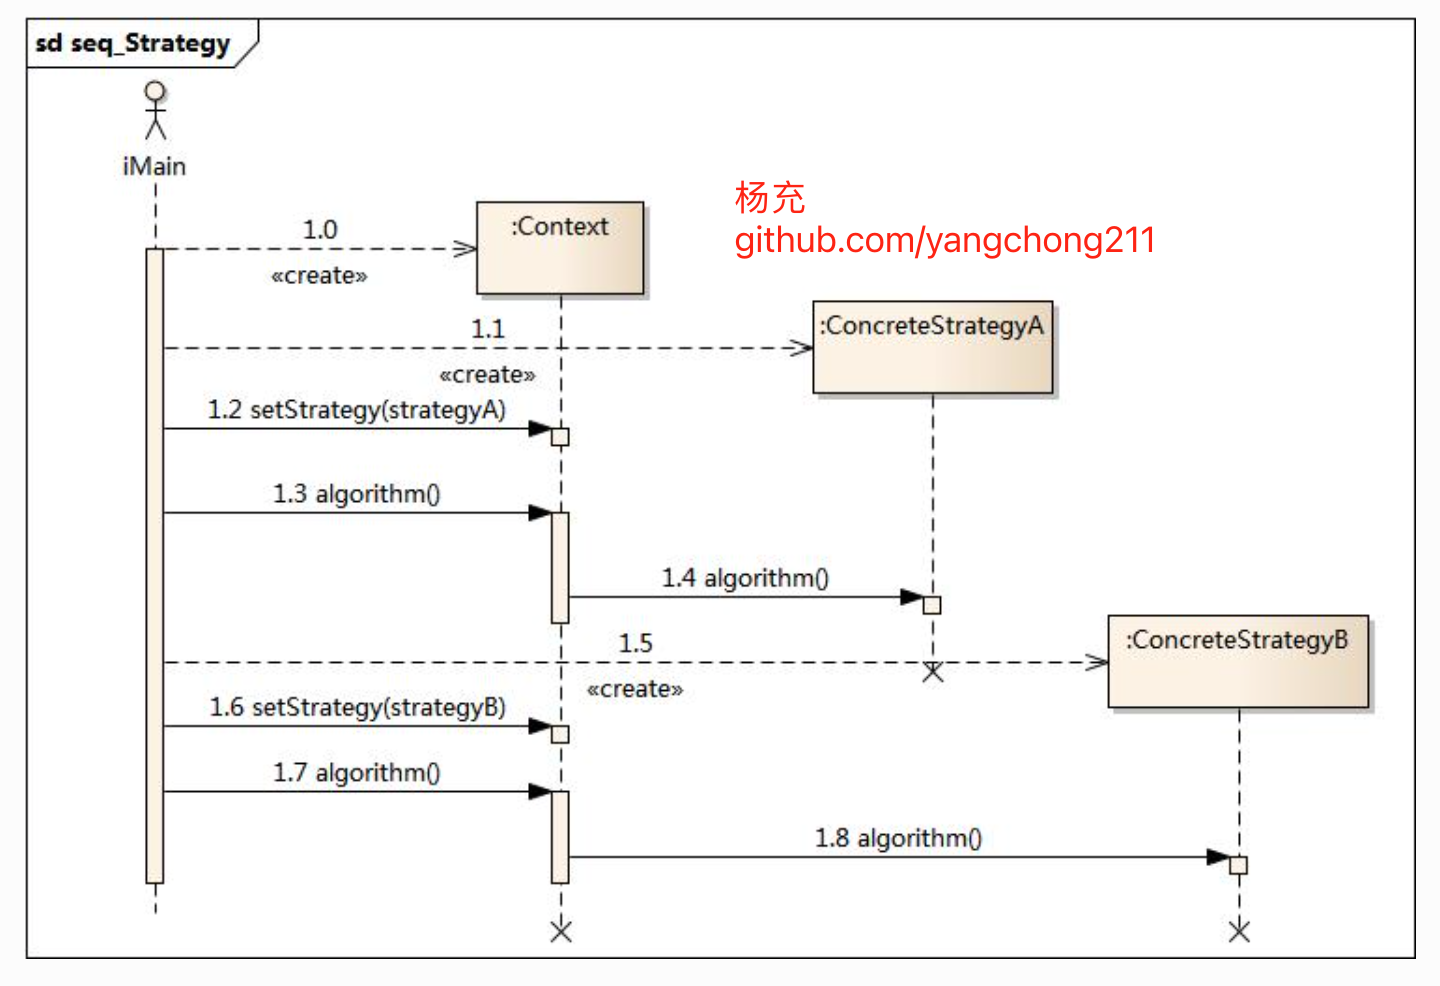 sd seq_Strategy
iMain
1.0
«create»
:Context
杨充
github.com/yangchong211
1.1
«create»
:ConcreteStrategyA
1.2 setStrategy(strategyA)
1.3 algorithm()
1.4 algorithm()
1.5
«create»
:ConcreteStrategyB
1.6 setStrategy(strategyB)
1.7 algorithm()
1.8 algorithm()